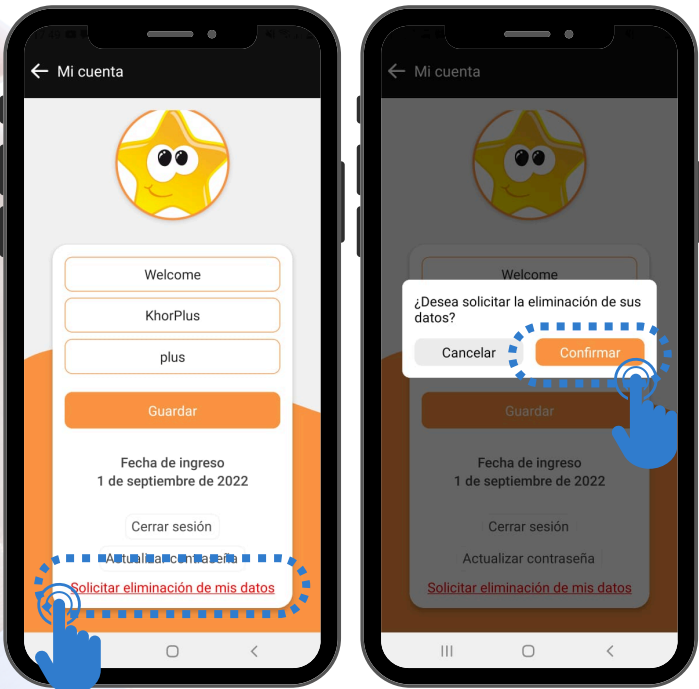 Mi cuenta
Welcome
KhorPlus
plus
Guardar
Fecha de ingreso
1 de septiembre de 2022
Cerrar sesión
Actualizar contraseña
Solicitar eliminación de mis datos
Mi cuenta
Welcome
¿Desea solicitar la eliminación de sus
datos?
Cancelar
Confirmar
Guardar
Fecha de ingreso
1 de septiembre de 2022
Cerrar sesión
Actualizar contraseña
Solicitar eliminación de mis datos